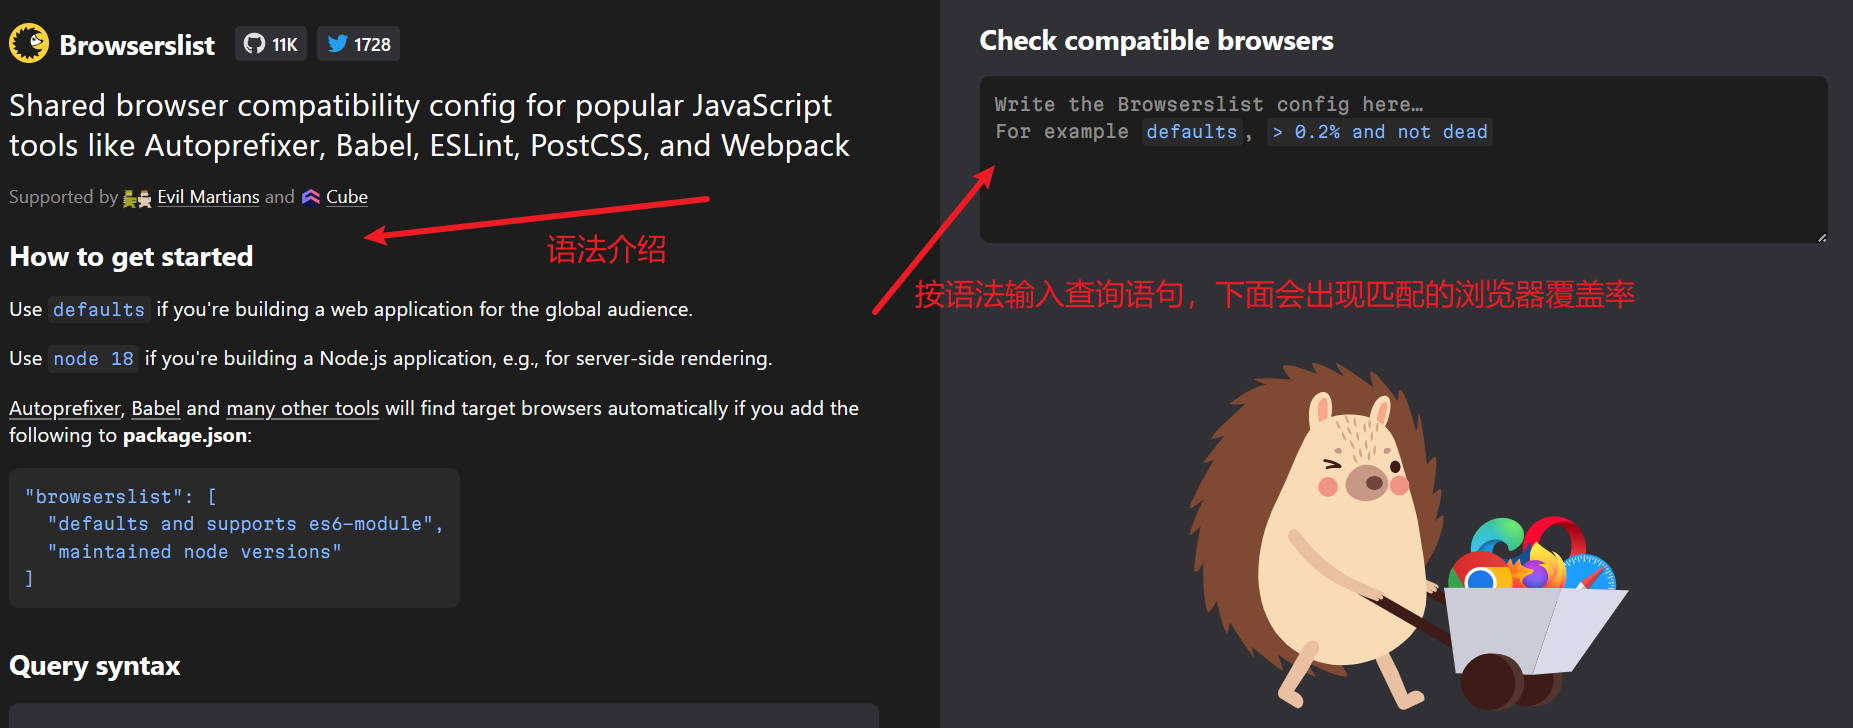 Browserslist
11K
1728
Shared browser compatibility config for popular JavaScript
tools like Autoprefixer, Babel, ESLint, PostCSS, and Webpack
Supported by Evil Martians and Cube
语法介绍
How to get started
Use defaults if you're building a web application for the global audience.
Use node 18 if you're building a Node.js application, e.g., for server-side rendering.
Autoprefixer, Babel and many other tools will find target browsers automatically if you add the
following to package.json:
"browserslist": [
"defaults and supports es6-module",
"maintained node versions"
]
Query syntax
Check compatible browsers
Write the Browserslist config here…
For example defaults, > 0.2% and not dead
按语法输入查询语句，下面会出现匹配的浏览器覆盖率